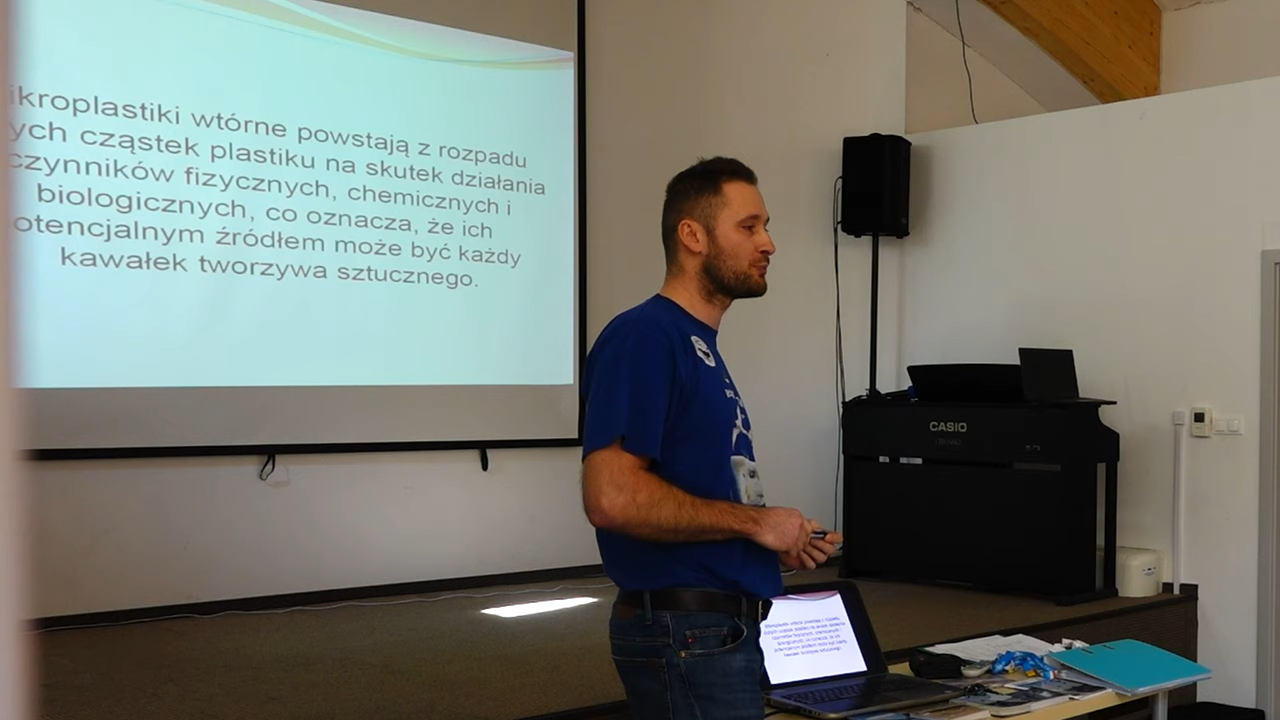 ikroplastiki wtórne powstają z rozpadu
ych cząstek plastiku na skutek działania
czynników fizycznych, chemicznych i
biologicznych, co oznacza, że ich
otencjalnym źródłem może być każdy
kawałek tworzywa sztucznego.
CASIO